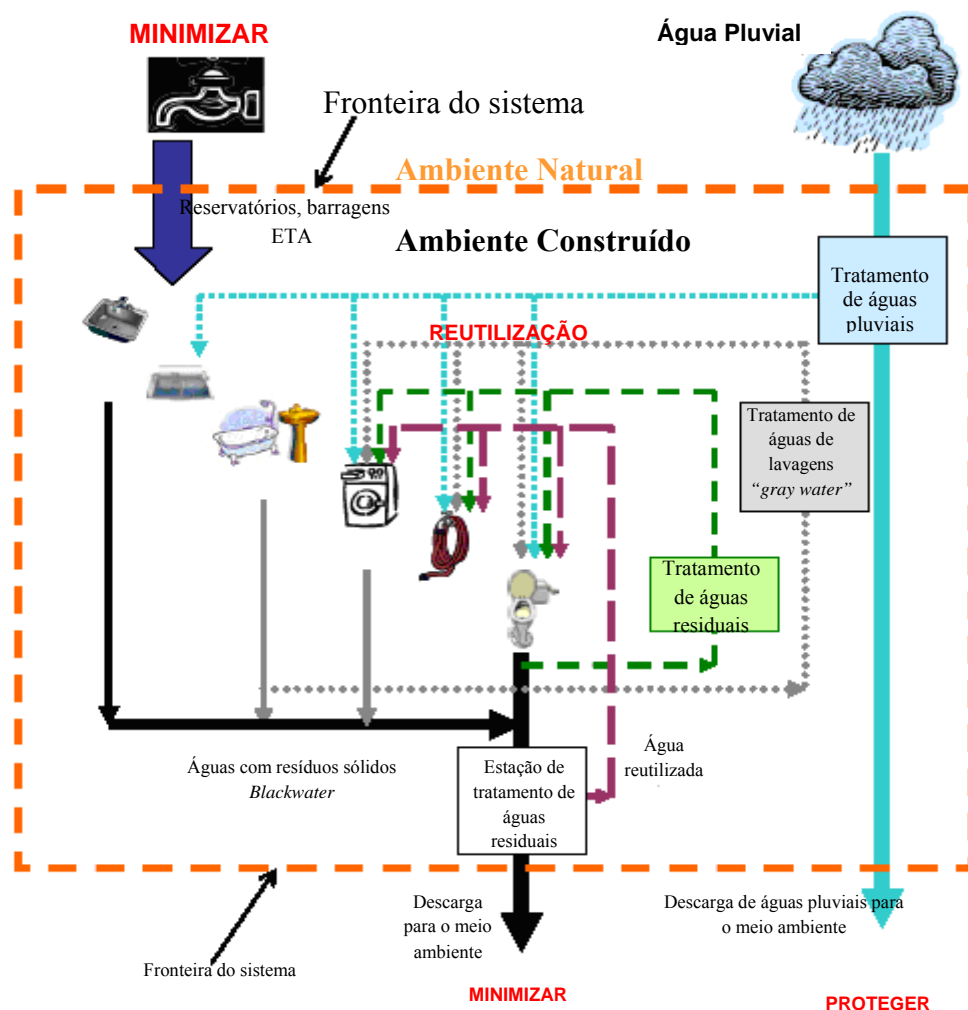 MINIMIZAR
Água Pluvial
Fronteira do sistema
Ambiente Natural
Reservatórios, barragens
ETA
Ambiente Construído
Tratamento
de águas
pluviais
REUTILIZAÇÃO
Tratamento de
águas de
lavagens
“gray water”
Tratamento
de águas
residuais
Água
reutilizada
Águas com resíduos sólidos
Blackwater
Estação de
tratamento de
águas
residuais
Descarga
para o meio
ambiente
Descarga de águas pluviais para
o meio ambiente
Fronteira do sistema
MINIMIZAR
PROTEGER